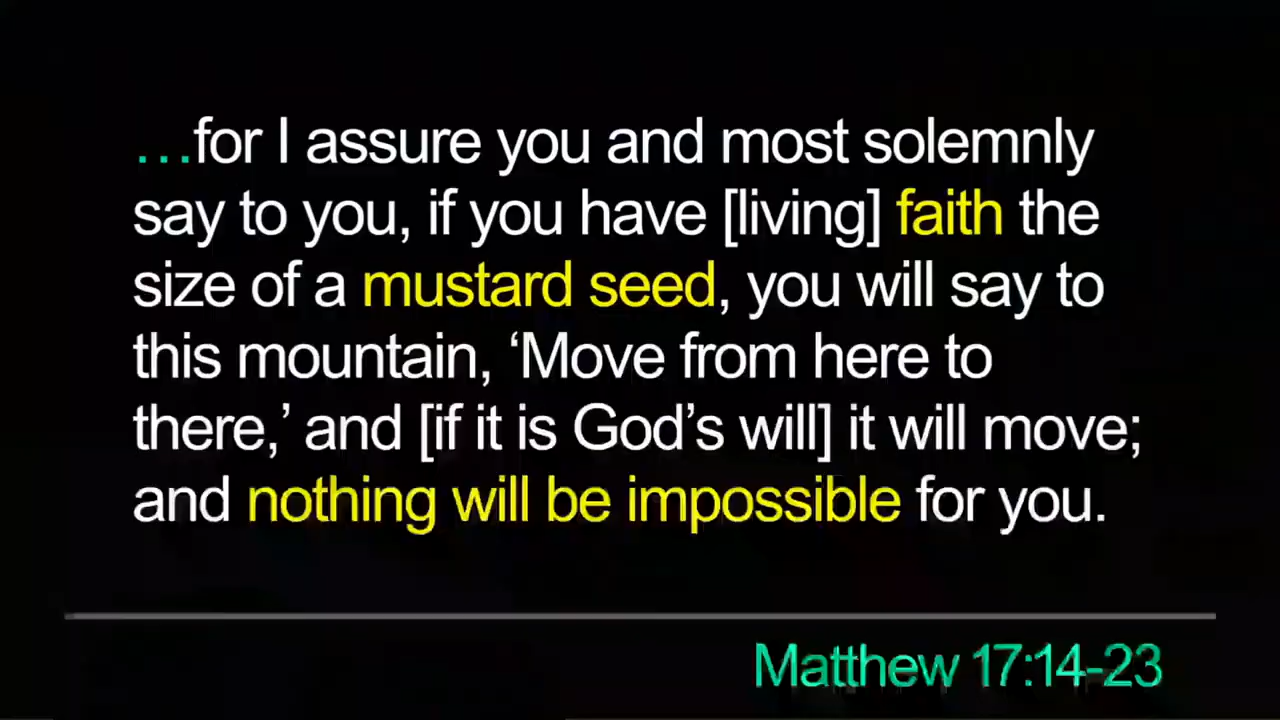 …for I assure you and most solemnly
say to you, if you have [living] faith the
size of a mustard seed, you will say to
this mountain, ‘Move from here to
there,’ and [if it is God’s will] it will move;
and nothing will be impossible for you.
Matthew 17:14-23